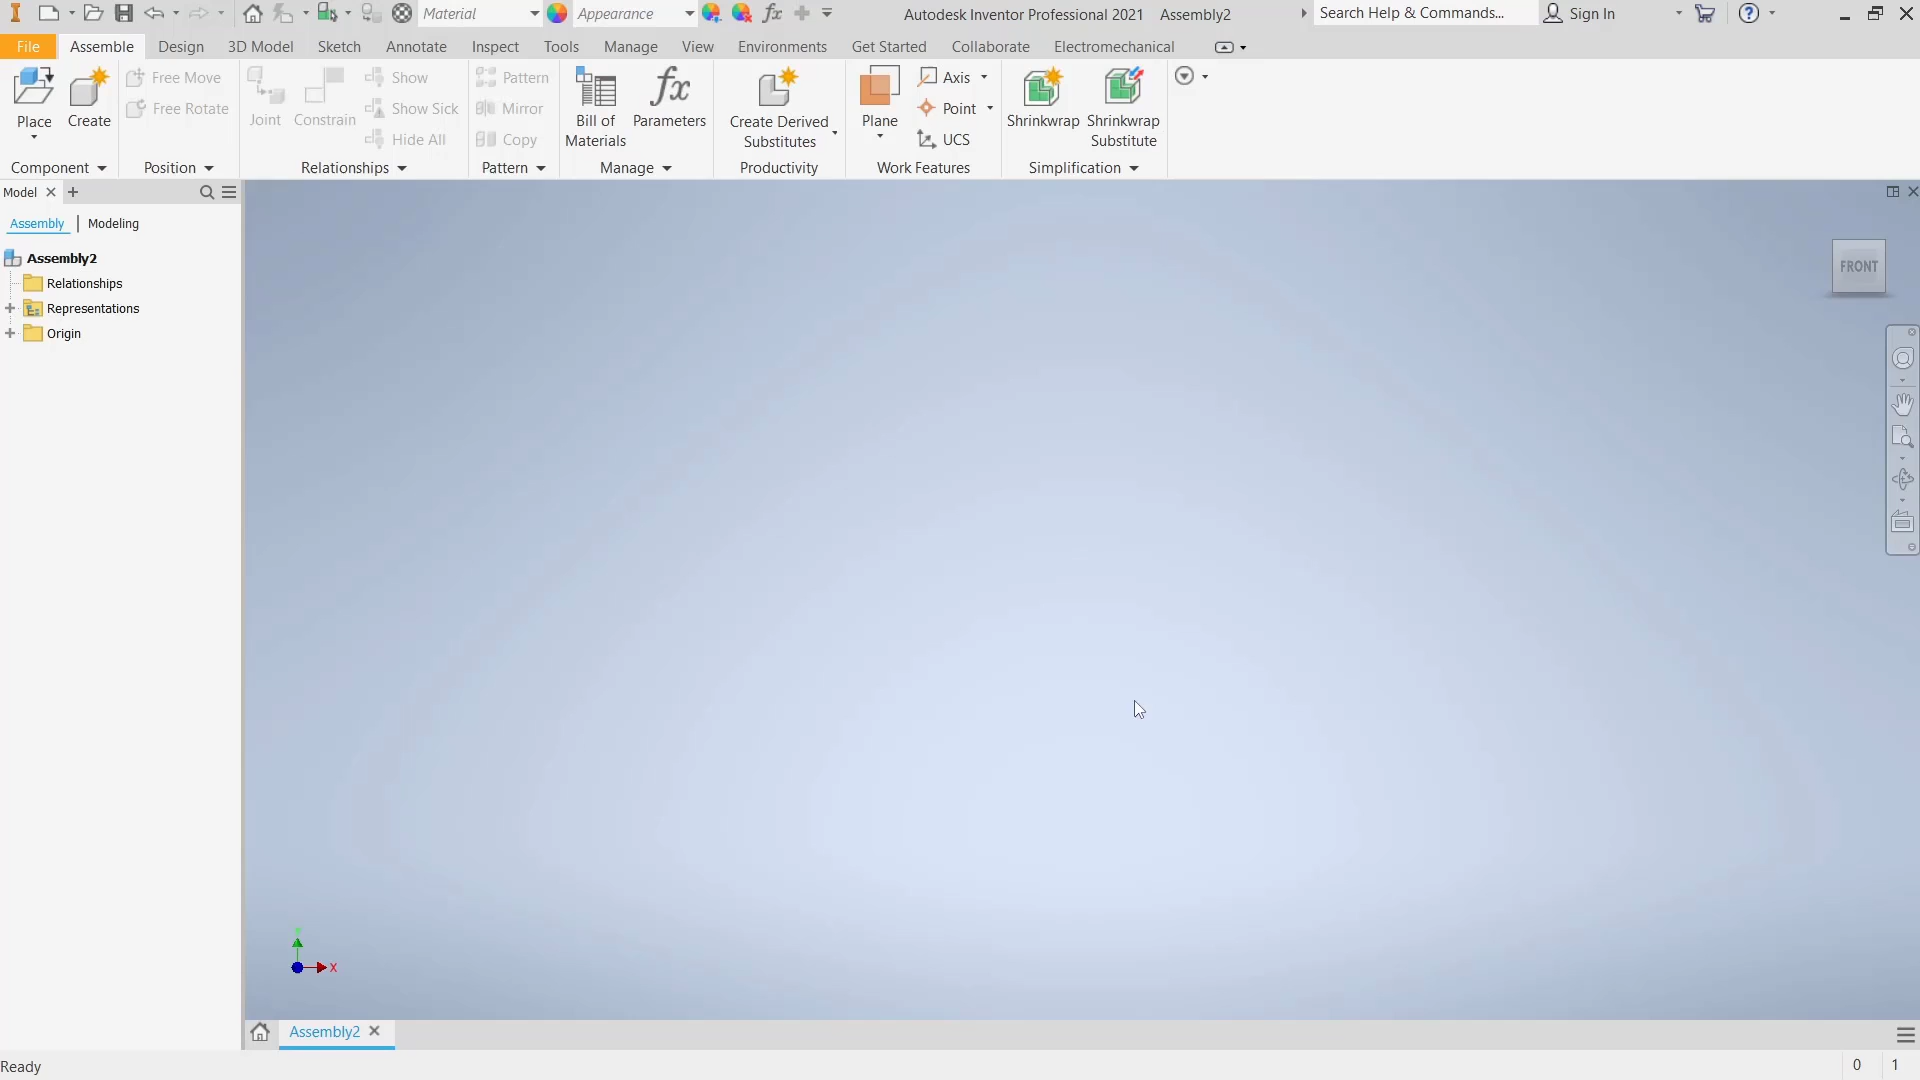 Material
Appearance
fx
Autodesk Inventor Professional 2021 Assembly2
Search Help & Commands...
Sign In
File
Assemble
Design
3D Model
Sketch
Annotate
Inspect
Tools
Manage
View
Environments
Get Started
Collaborate
Electromechanical
Place
Create
Free Move
Free Rotate
Joint
Constrain
Show
Show Sick
Hide All
Pattern
Mirror
Copy
Bill of
Materials
fx
Parameters
Create Derived
Substitutes
Plane
Axis
Point
UCS
Shrinkwrap
Shrinkwrap
Substitute
Component
Position
Relationships
Pattern
Manage
Productivity
Work Features
Simplification
Model
Assembly | Modeling
Assembly2
Relationships
Representations
Origin
FRONT
X
Assembly2
Ready
0 1